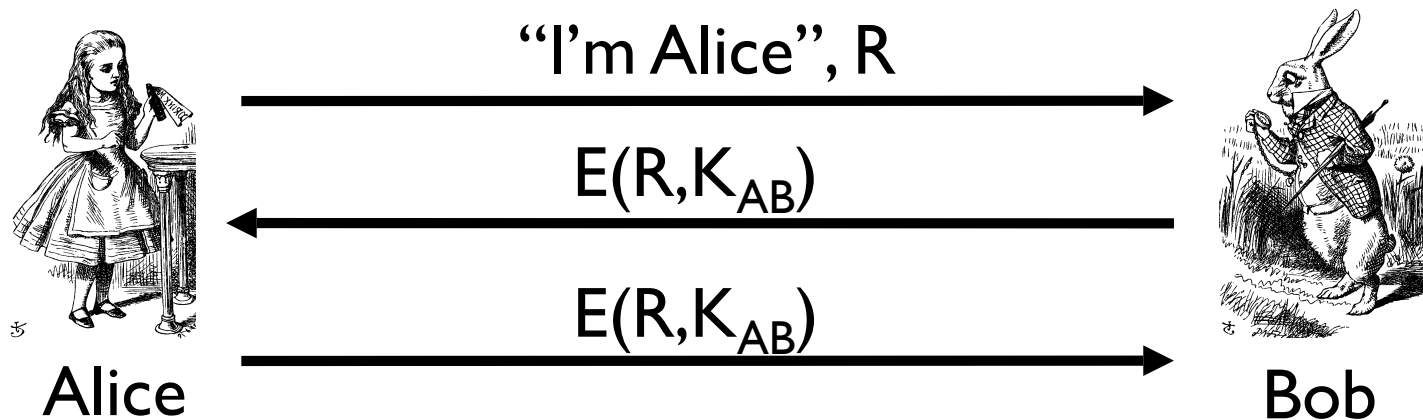 “I’m Alice”, R
E(R,K_AB)
E(R,K_AB)
Alice
Bob